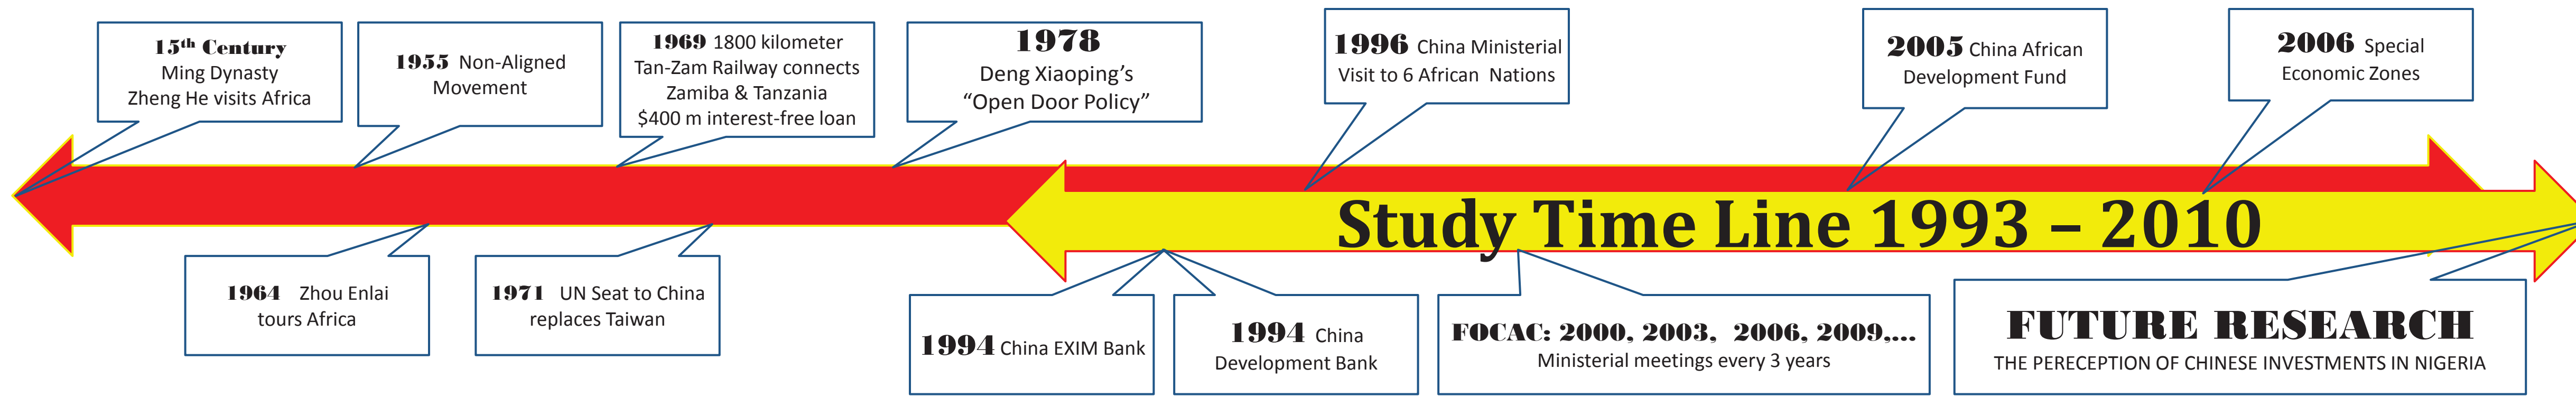 15th Century
Ming Dynasty
Zheng He visits Africa
1955 Non-Aligned
Movement
1969 1800 kilometer
Tan-Zam Railway connects
Zamiba & Tanzania
$400 m interest-free loan
1978
Deng Xiaoping’s
“Open Door Policy”
1996 China Ministerial
Visit to 6 African Nations
2005 China African
Development Fund
2006 Special
Economic Zones
Study Time Line 1993 – 2010
1964 Zhou Enlai
tours Africa
1971 UN Seat to China
replaces Taiwan
1994 China EXIM Bank
1994 China
Development Bank
FOCAC: 2000, 2003, 2006, 2009,...
Ministerial meetings every 3 years
FUTURE RESEARCH
THE PERECEPTION OF CHINESE INVESTMENTS IN NIGERIA